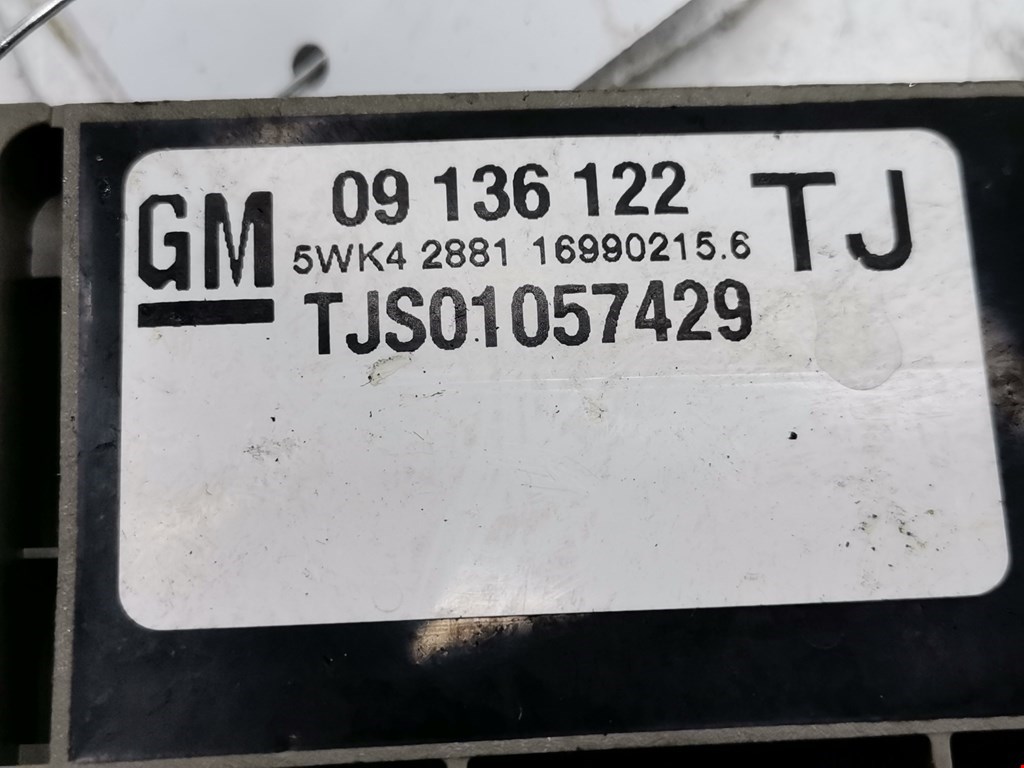 GM
09 136 122
TJ
5WK4 2881 16990215.6
TJS01057429